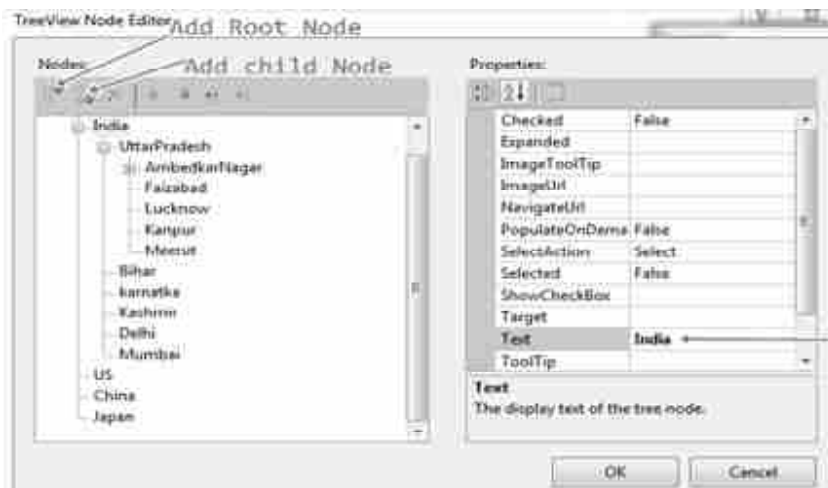 TreeView Node Editor
Add Root Node
Nodes:
Add child Node
India
UttarPradesh
AmbedkarNagar
Faizabad
Lucknow
Kanpur
Meerut
Bihar
karnatka
Kashmir
Delhi
Mumbai
US
China
Japan
Properties:
Checked False
Expanded
ImageToolTip
ImageUrl
NavigateUrl
PopulateOnDema False
SelectAction Select
Selected False
ShowCheckBox
Target
Text India
ToolTip
Text
The display text of the tree node.
OK Cancel